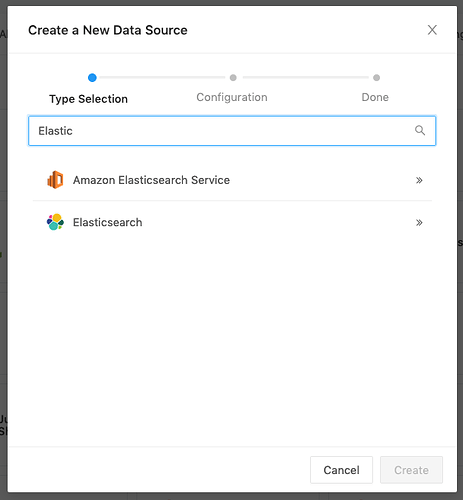 Create a New Data Source
Type Selection
Configuration
Done
Elastic
Amazon Elasticsearch Service
Elasticsearch
Cancel
Create